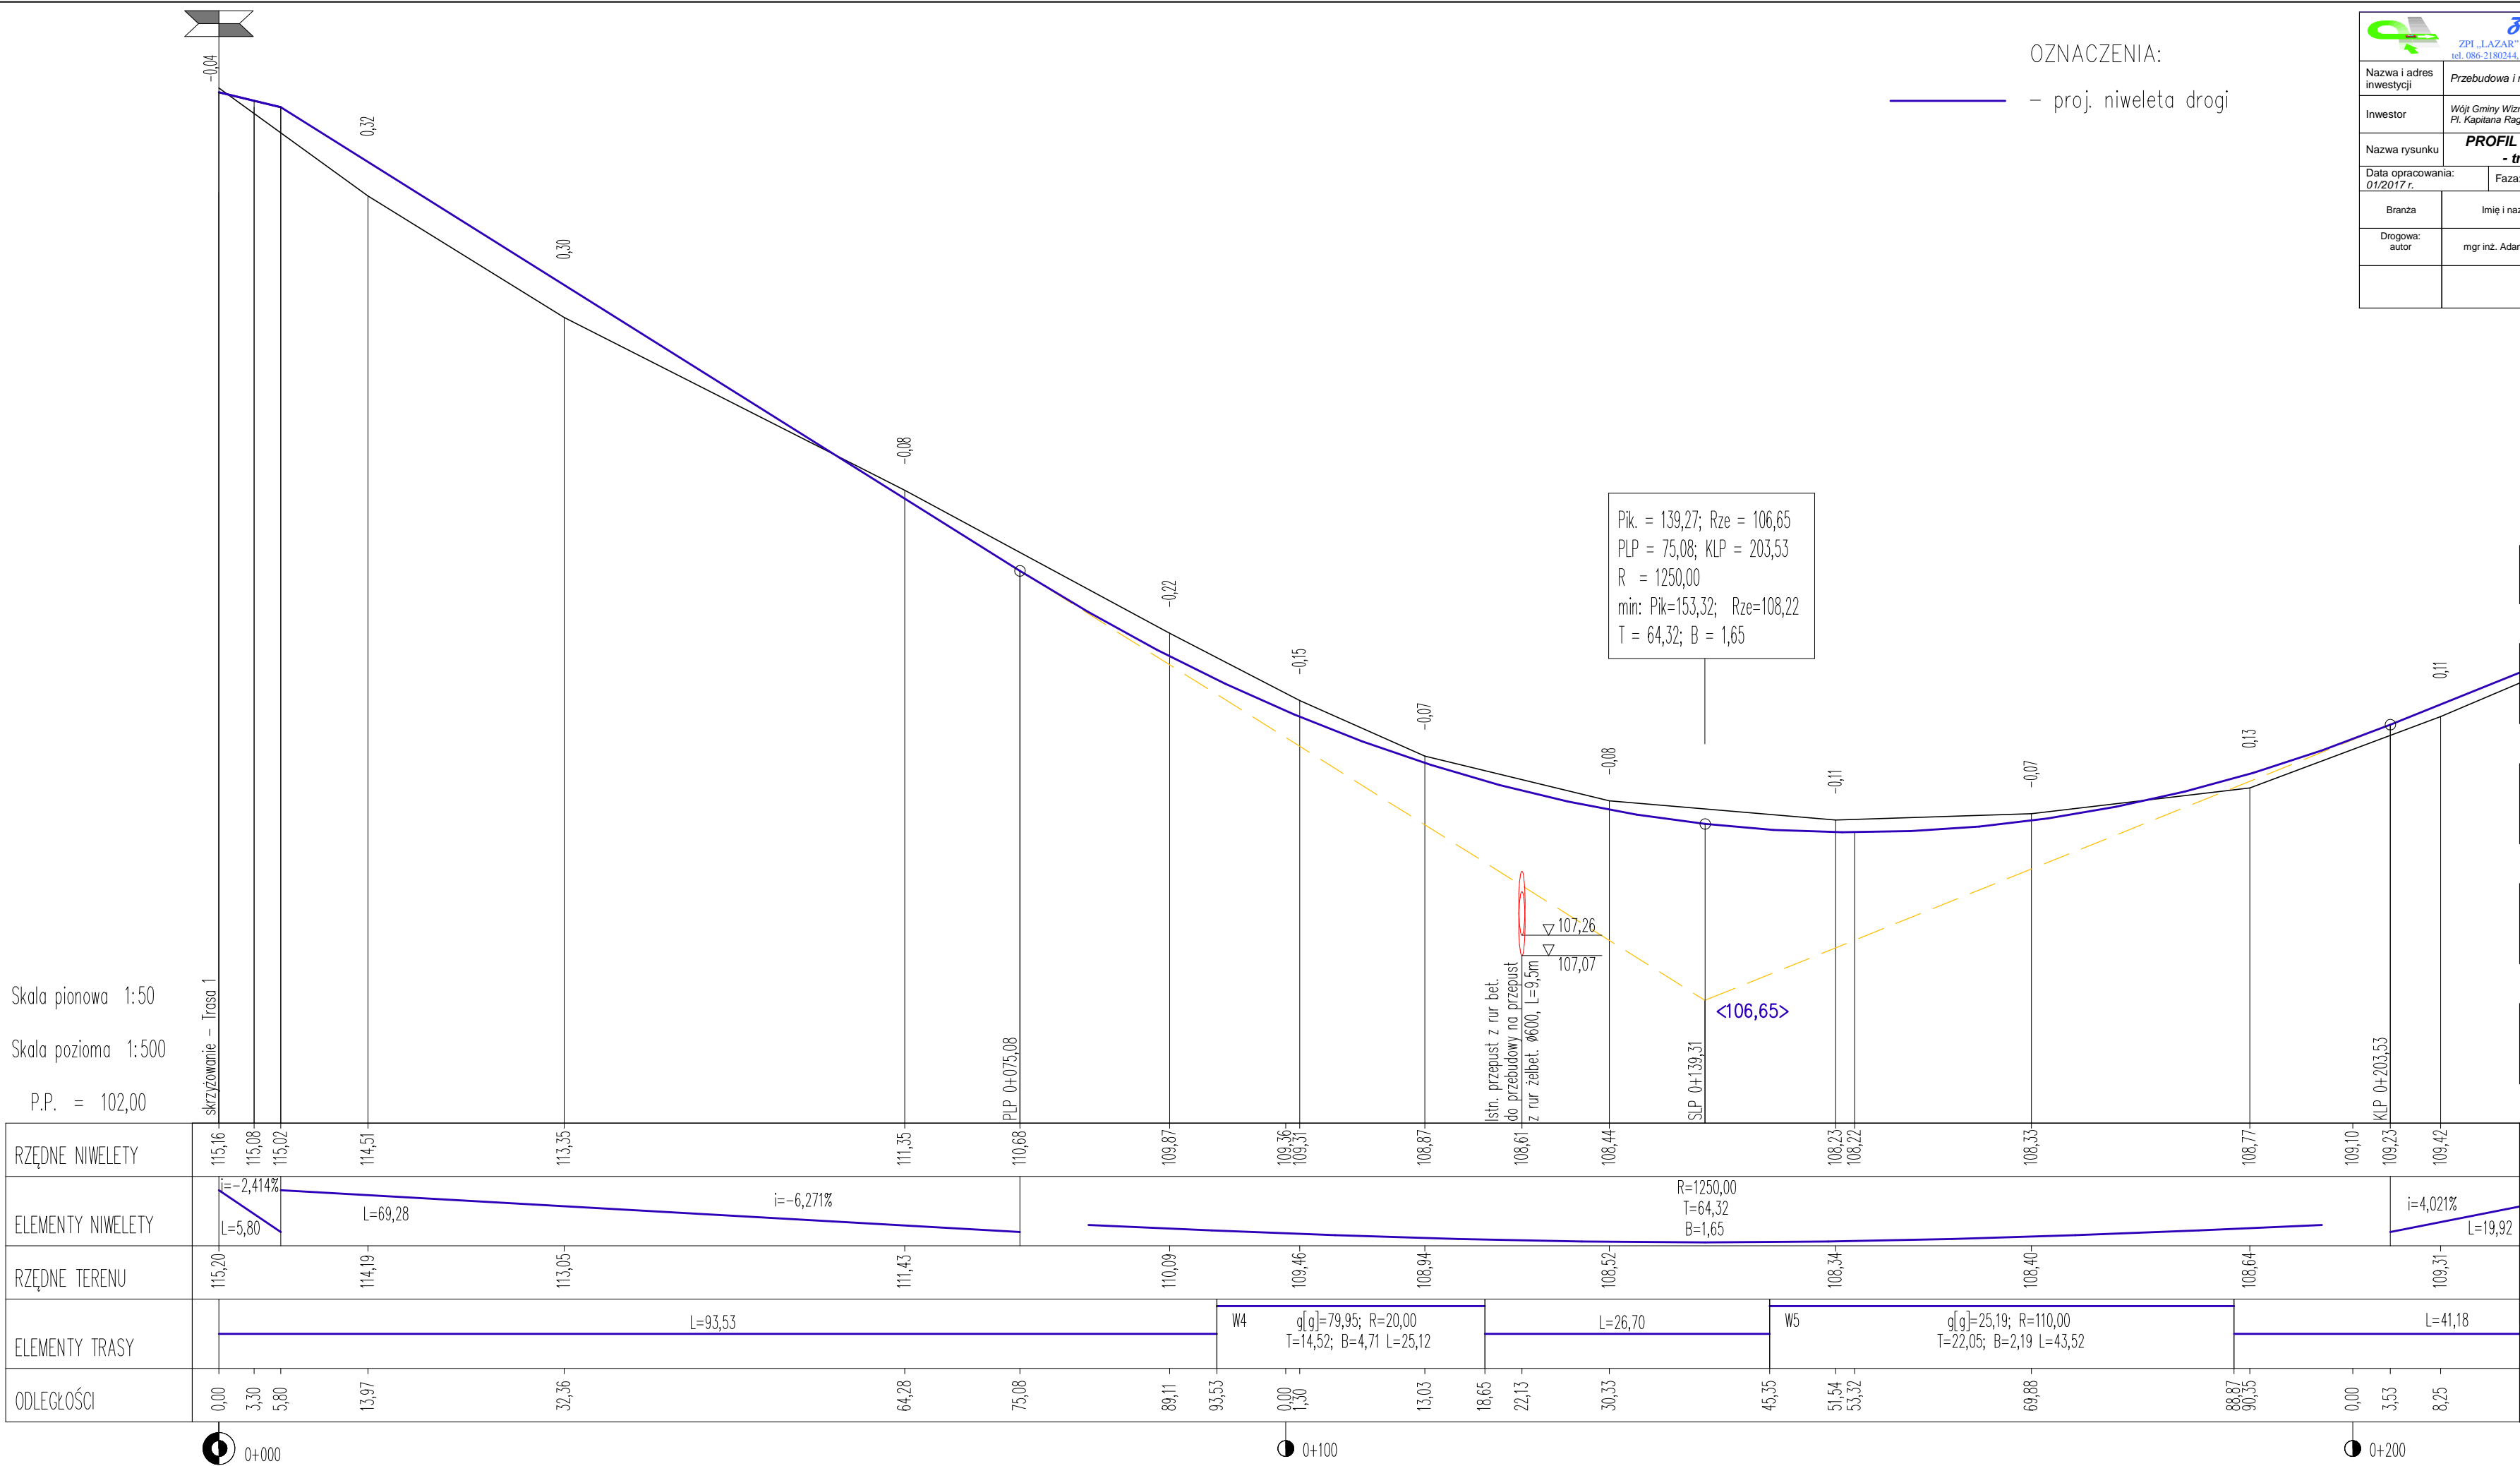 -0,04
0,32
0,30
-0,08
-0,22
-0,15
-0,07
-0,08
-0,11
-0,07
0,13
0,11
OZNACZENIA:
- proj. niweleta drogi
ZPI „LAZAR”
tel. 086-2180244,
Nazwa i adres
inwestycji
Przebudowa i
Inwestor
Wójt Gminy
Pl. Kapitana
Nazwa rysunku
PROFIL
Data opracowania:
01/2017 r.
Faza:
Branża
Imię i
Drogowa:
autor
mgr inż.
Pik. = 139,27; Rze = 106,65
PLP = 75,08; KLP = 203,53
R = 1250,00
min: Pik=153,32; Rze=108,22
T = 64,32; B = 1,65
107,26
107,07
<106,65>
Skala pionowa 1:50
Skala pozioma 1:500
P.P. = 102,00
skrzyżowanie - Trasa 1
PLP 0+075,08
Istn. przepust z rur bet.
do przebudowy na przepust
z rur żelbet. ø600, L=9,5m
SLP 0+139,31
KLP 0+203,53
RZĘDNE NIWELETY
115,16 115,08 115,02 114,51 113,35 111,35 110,68 109,87 109,36 109,31 108,87 108,61 108,44 108,23 108,22 108,33 108,77 109,10 109,23 109,42
ELEMENTY NIWELETY
i=-2,414%
L=5,80
L=69,28
i=-6,271%
R=1250,00
T=64,32
B=1,65
i=4,021%
L=19,92
RZĘDNE TERENU
115,20 114,19 113,05 111,43 110,09 109,46 108,94 108,52 108,34 108,40 108,64 109,31
ELEMENTY TRASY
L=93,53
W4 g[g]=79,95; R=20,00
T=14,52; B=4,71 L=25,12
L=26,70
W5 g[g]=25,19; R=110,00
T=22,05; B=2,19 L=43,52
L=41,18
ODLEGŁOŚCI
0,00 3,30 5,80 13,97 32,36 64,28 75,08 89,11 93,53 0,00 1,30 13,03 18,65 22,13 30,33 45,35 51,54 53,32 69,88 88,87 90,35 0,00 3,53 8,25
0+000
0+100
0+200